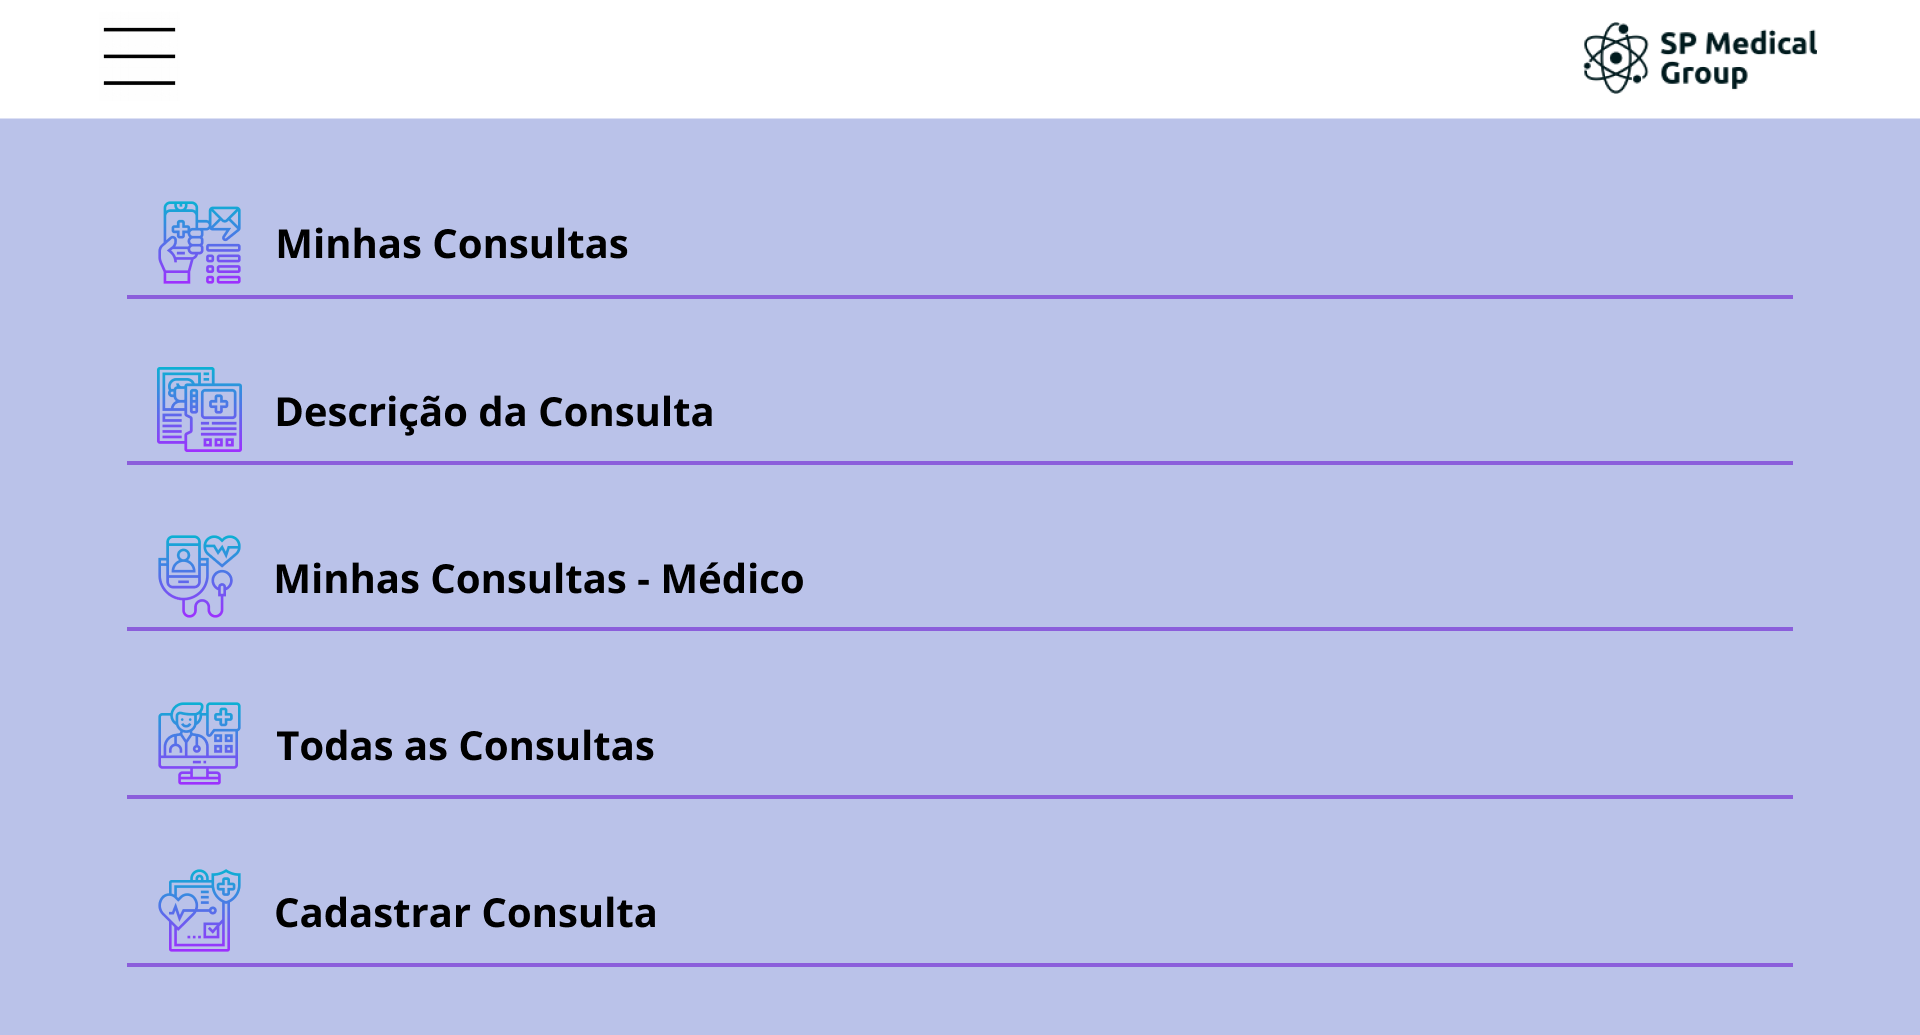 SP Medical
Group
Minhas Consultas
Descrição da Consulta
Minhas Consultas - Médico
Todas as Consultas
Cadastrar Consulta